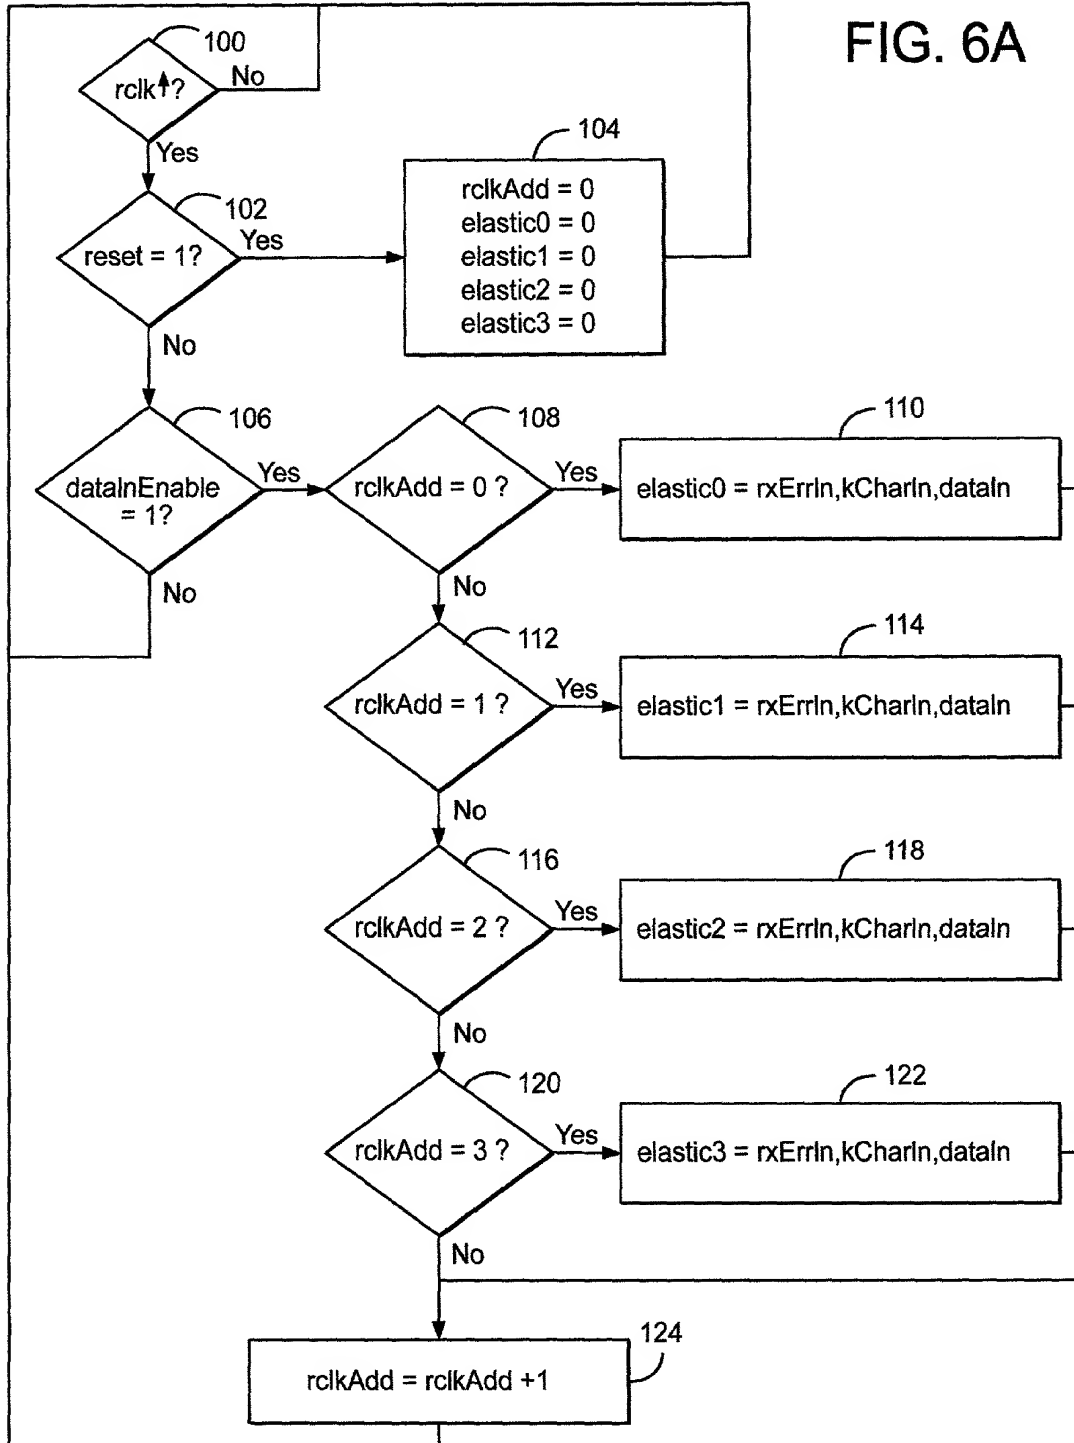 FIG. 6A
100
rclk↑?
No
Yes
102
reset = 1?
Yes
No
104
rclkAdd = 0
elastic0 = 0
elastic1 = 0
elastic2 = 0
elastic3 = 0
106
dataInEnable
= 1?
Yes
No
108
rclkAdd = 0 ?
Yes
No
110
elastic0 = rxErrIn,kCharIn,dataIn
112
rclkAdd = 1 ?
Yes
No
114
elastic1 = rxErrIn,kCharIn,dataIn
116
rclkAdd = 2 ?
Yes
No
118
elastic2 = rxErrIn,kCharIn,dataIn
120
rclkAdd = 3 ?
Yes
No
122
elastic3 = rxErrIn,kCharIn,dataIn
124
rclkAdd = rclkAdd +1